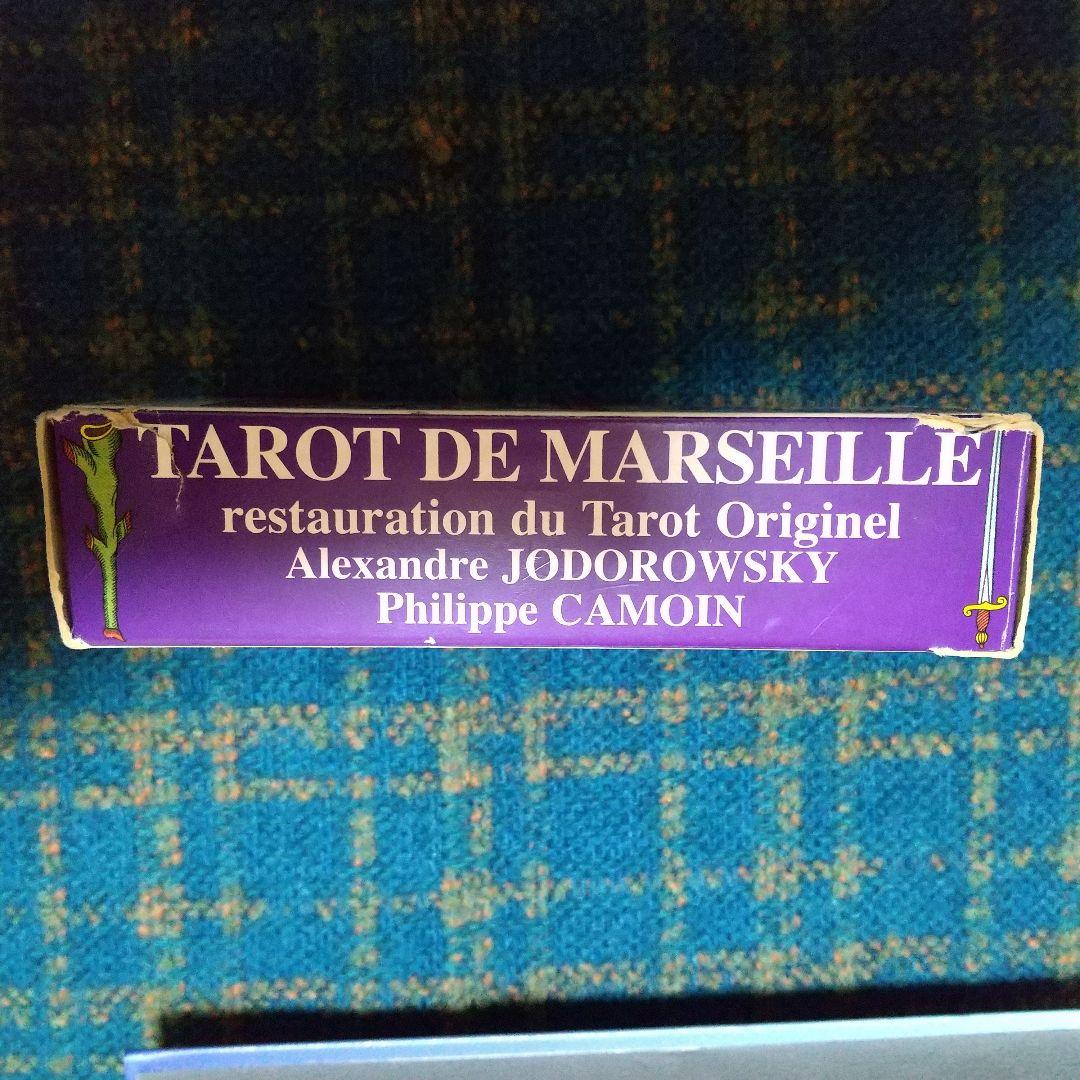 TAROT DE MARSEILLE
restauration du Tarot Originel
Alexandre JODOROWSKY
Philippe CAMOIN